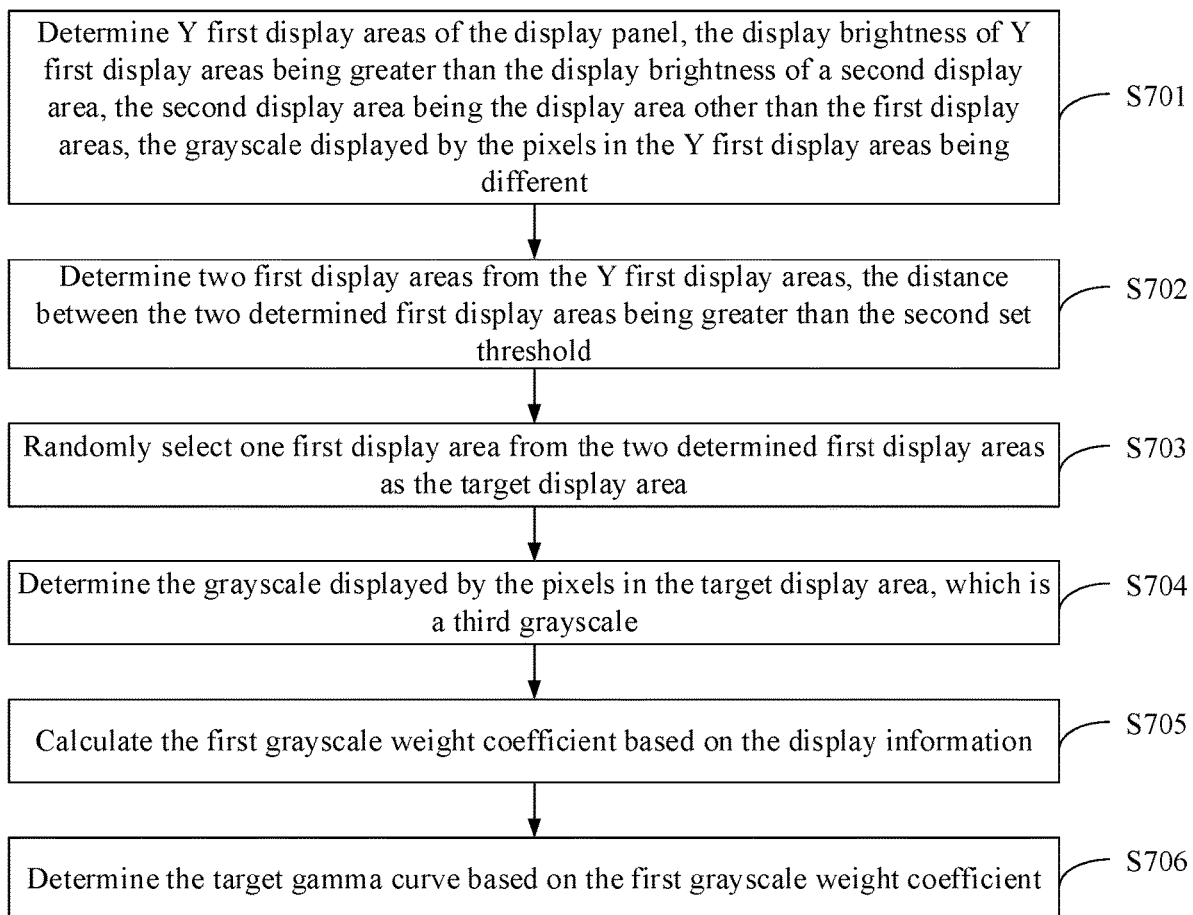 Determine Y first display areas of the display panel, the display brightness of Y
first display areas being greater than the display brightness of a second display
area, the second display area being the display area other than the first display
areas, the grayscale displayed by the pixels in the Y first display areas being
different
S701
Determine two first display areas from the Y first display areas, the distance
between the two determined first display areas being greater than the second set
threshold
S702
Randomly select one first display area from the two determined first display areas
as the target display area
S703
Determine the grayscale displayed by the pixels in the target display area, which is
a third grayscale
S704
Calculate the first grayscale weight coefficient based on the display information
S705
Determine the target gamma curve based on the first grayscale weight coefficient
S706